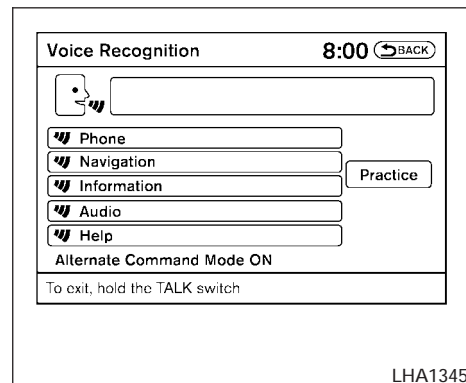 Voice Recognition 8:00 BACK
Phone
Navigation
Information
Practice
Audio
Help
Alternate Command Mode ON
To exit, hold the TALK switch
LHA1345